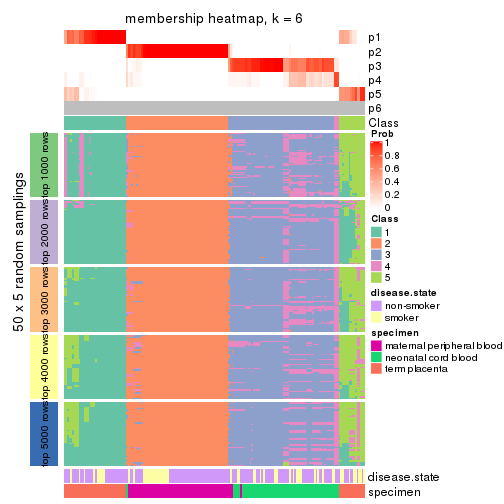 membership heatmap, k = 6
p1
p2
p3
p4
p5
p6
Class
50 x 5 random samplings
top 1000 rows
top 2000 rows
top 3000 rows
top 4000 rows
top 5000 rows
disease.state
specimen
Prob
1
0.8
0.6
0.4
0.2
0
Class
1
2
3
4
5
disease.state
non-smoker
smoker
specimen
maternal peripheral blood
neonatal cord blood
term placenta